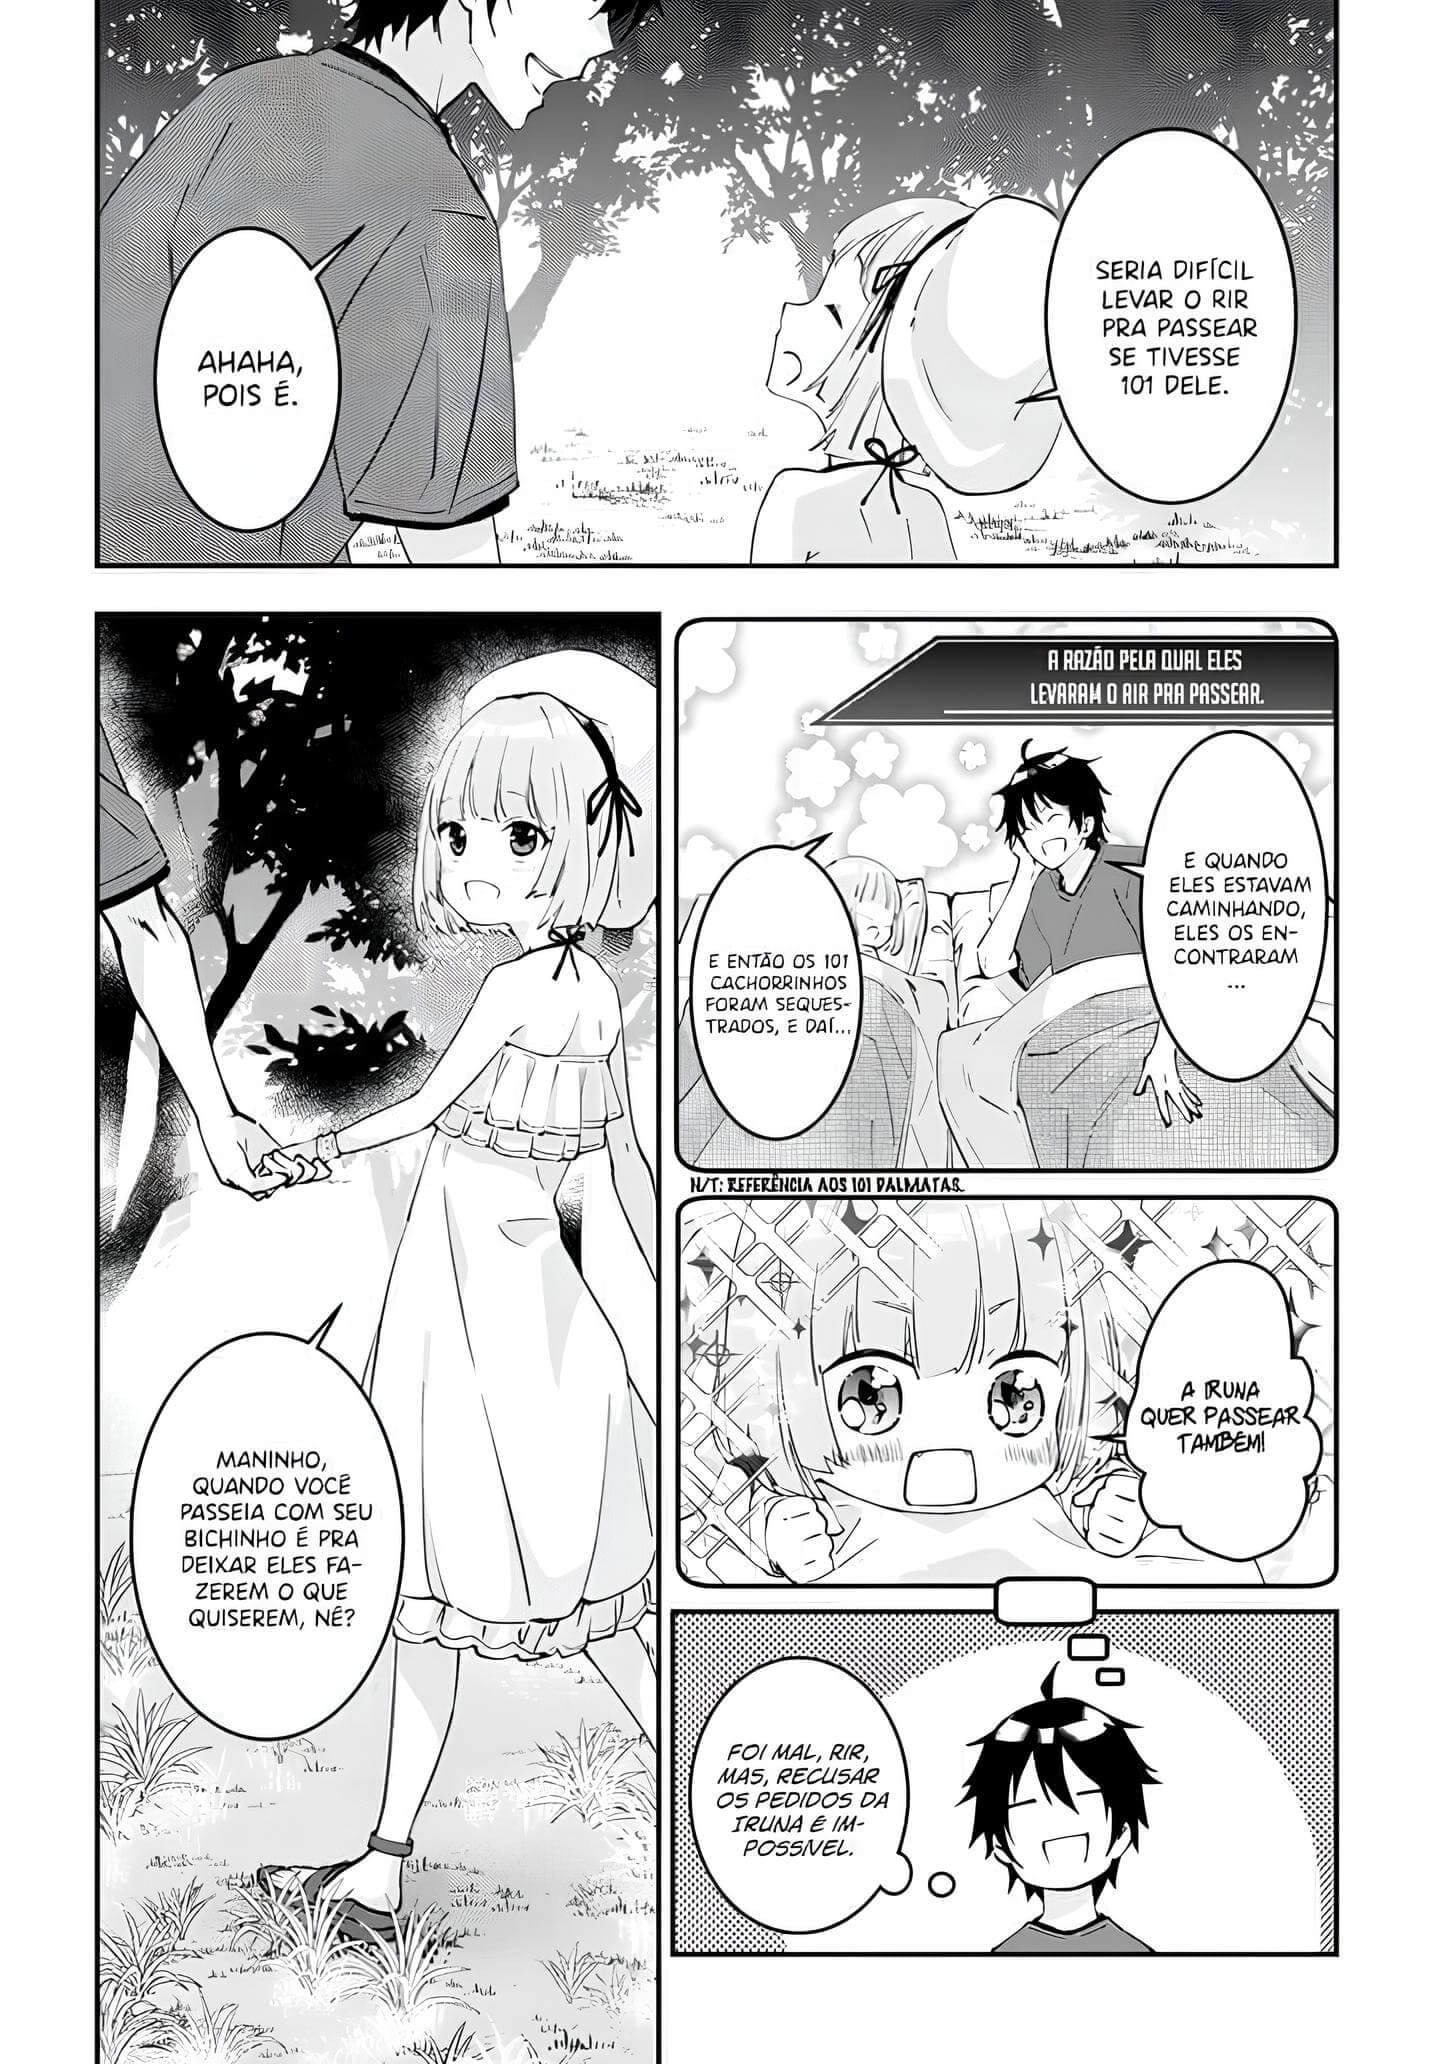 SERIA DIFÍCIL
LEVAR O RIR
PRA PASSEAR
SE TIVESSE
101 DELE.
AHAHA,
POIS É.
A RAZÃO PELA QUAL ELES
LEVARAM O AIR PRA PASSEAR.
E QUANDO
ELES ESTAVAM
CAMINHANDO,
ELES OS EN-
CONTRARAM
...
E ENTÃO OS 101
CACHORRINHOS
FORAM SEQUES-
TRADOS, E DAÍ...
N/T: REFERÊNCIA AOS 101 DALMATAS.
A IRUNA
QUER PASSEAR
TAMBÉM!
FOI MAL, RIR,
MAS, RECUSAR
OS PEDIDOS DA
IRUNA É IM-
POSSÍVEL.
MANINHO,
QUANDO VOCÊ
PASSEIA COM SEU
BICHINHO É PRA
DEIXAR ELES FA-
ZEREM O QUE
QUISEREM, NÉ?